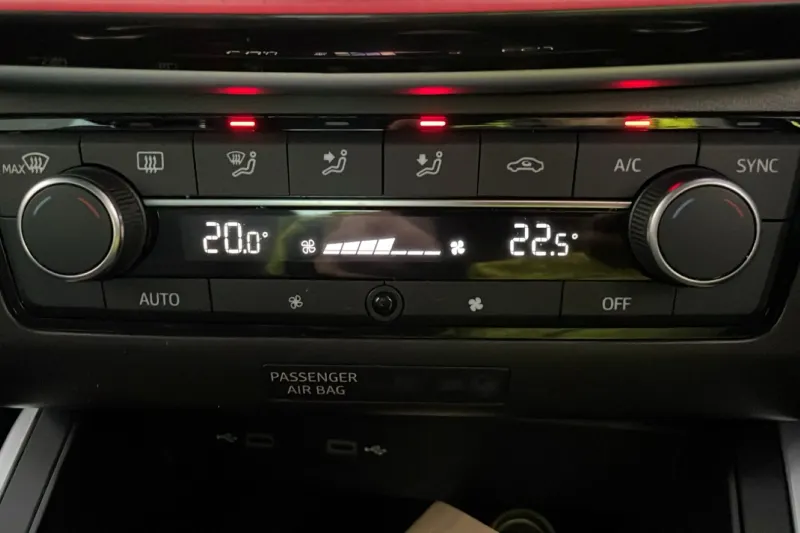 MAX
A/C
SYNC
20.0°
22.5°
AUTO
OFF
PASSENGER
AIR BAG